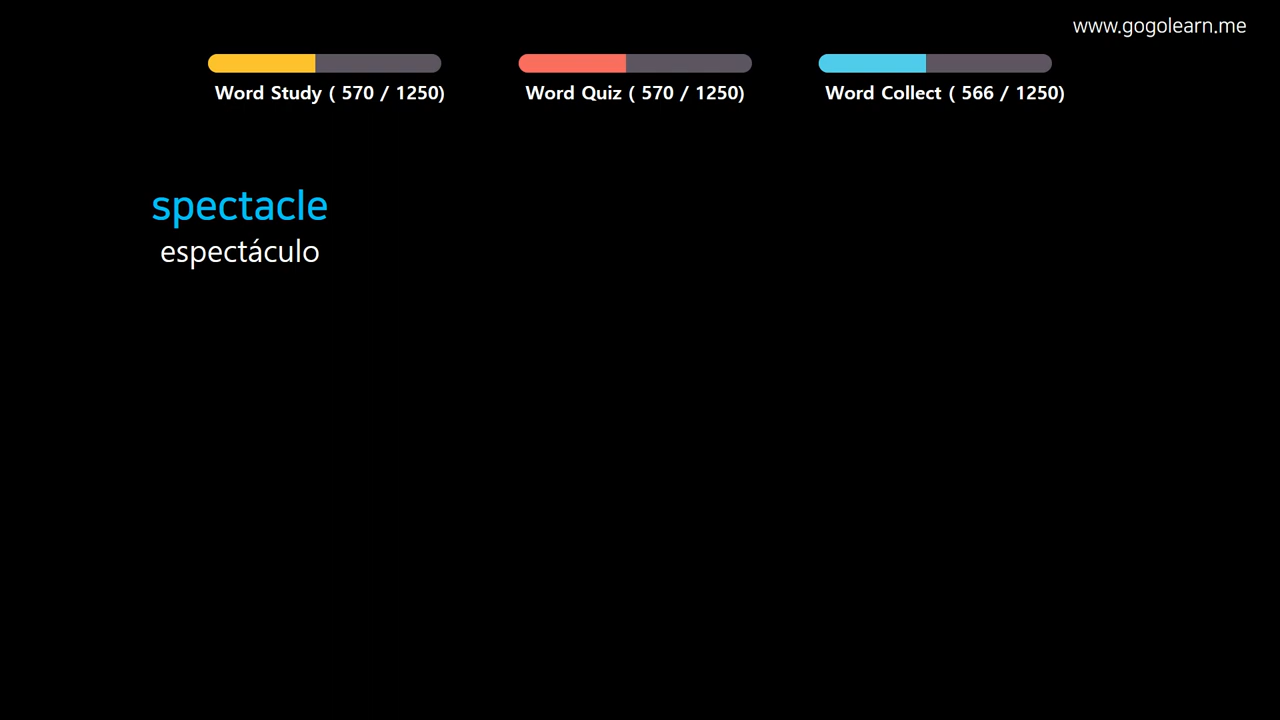 www.gogolearn.me
Word Study ( 570 / 1250)
Word Quiz ( 570 / 1250)
Word Collect ( 566 / 1250)
spectacle
espectáculo